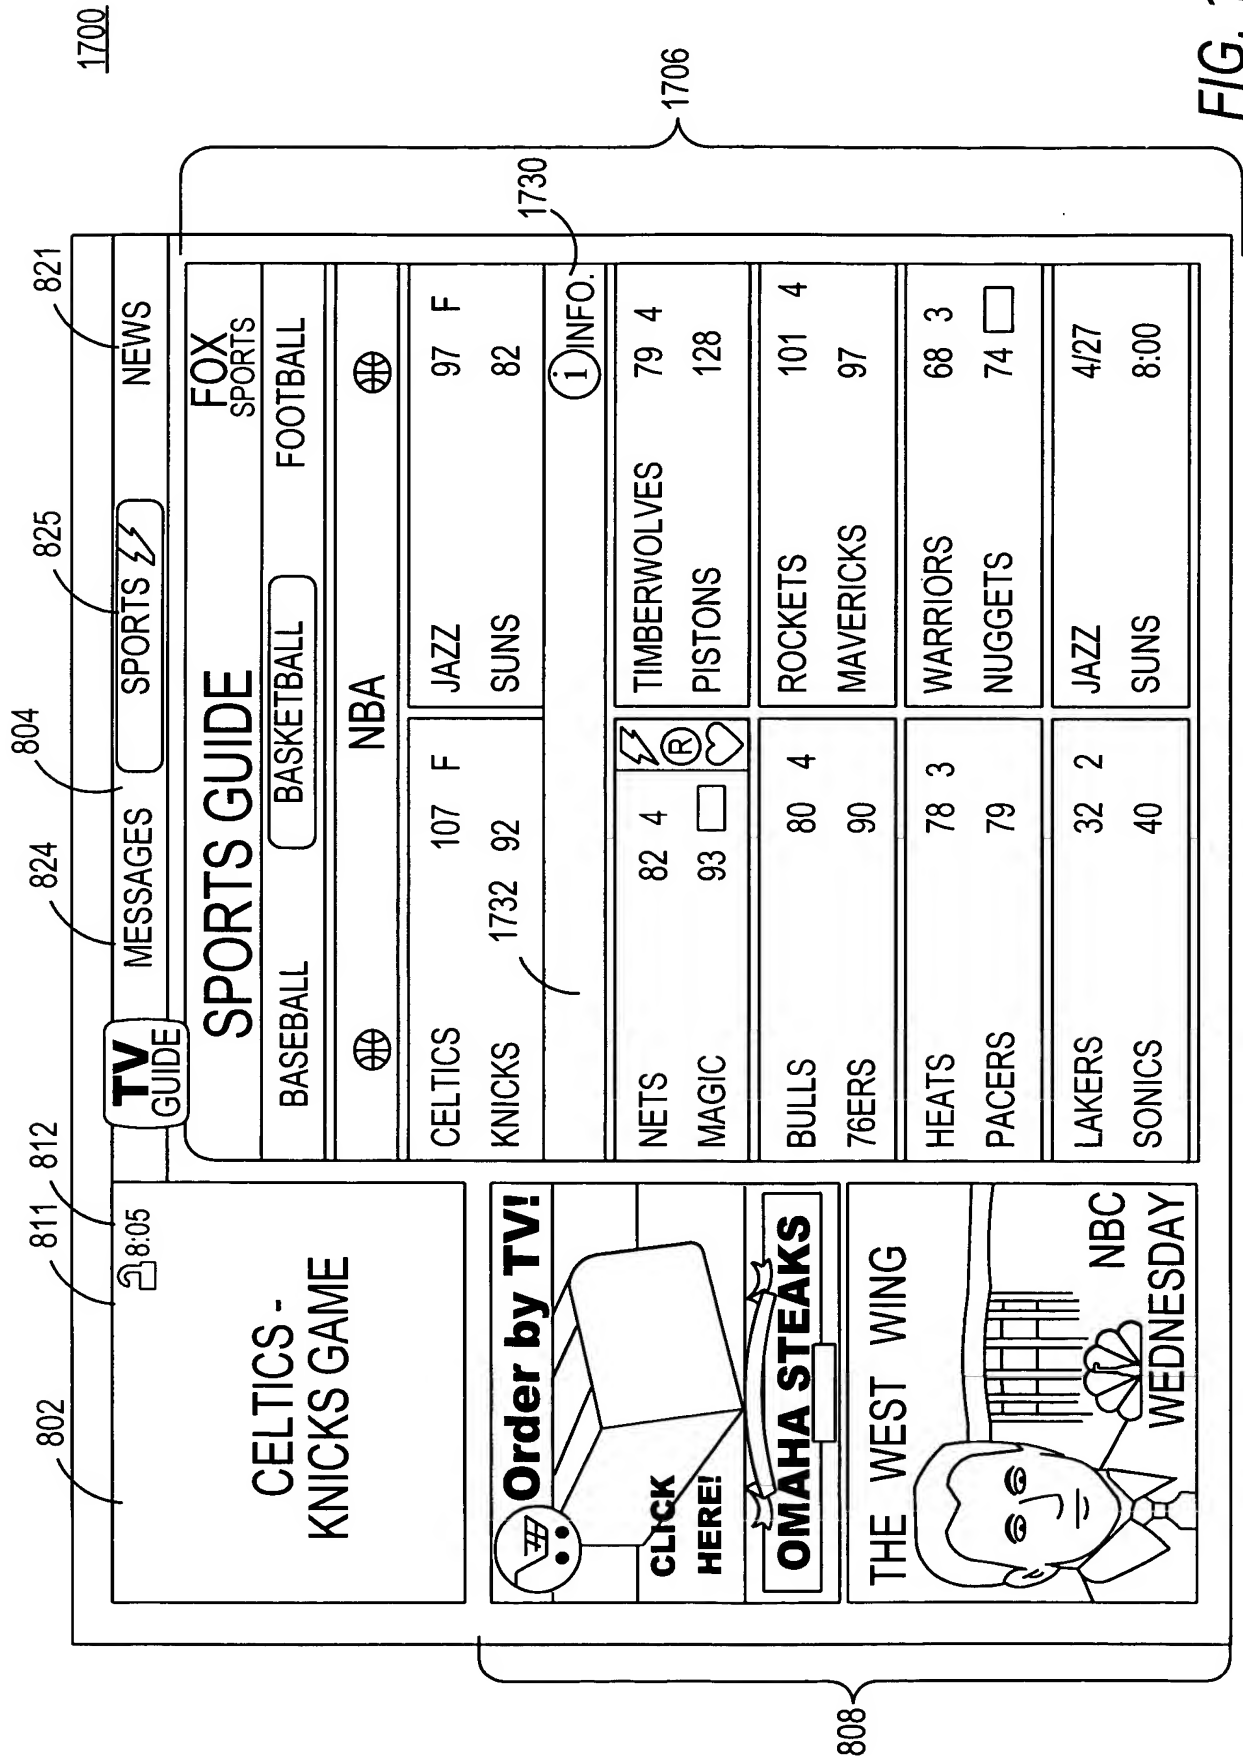 1700
802
811
812
824
804
825
821
8:05
TV
GUIDE
MESSAGES
SPORTS
NEWS
CELTICS -
KNICKS GAME
SPORTS GUIDE
FOX
SPORTS
BASEBALL
BASKETBALL
FOOTBALL
NBA
CELTICS 107 F
KNICKS 92
JAZZ 97 F
SUNS 82
1732
i INFO.
1730
NETS 82 4
MAGIC 93
R
TIMBERWOLVES 79 4
PISTONS 128
BULLS 80 4
76ERS 90
ROCKETS 101 4
MAVERICKS 97
HEATS 78 3
PACERS 79
WARRIORS 68 3
NUGGETS 74
LAKERS 32 2
SONICS 40
JAZZ 4/27
SUNS 8:00
1706
Order by TV!
CLICK
HERE!
OMAHA STEAKS
THE WEST WING
NBC
WEDNESDAY
808
FIG.